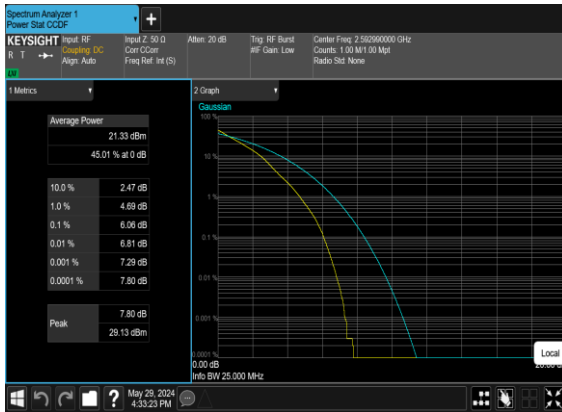 Spectrum Analyzer 1
Power Stat CCDF
+
KEYSIGHT
R T
LXI
Input: RF
Coupling: DC
Align: Auto
Input Z: 50 Ω
Corr CCorr
Freq Ref: Int (S)
Atten: 20 dB
Trig: RF Burst
#IF Gain: Low
Center Freq: 2.592990000 GHz
Counts: 1.00 M/1.00 Mpt
Radio Std: None
1 Metrics
Average Power
21.33 dBm
45.01 % at 0 dB
10.0 % 2.47 dB
1.0 % 4.69 dB
0.1 % 6.06 dB
0.01 % 6.81 dB
0.001 % 7.29 dB
0.0001 % 7.80 dB
Peak
7.80 dB
29.13 dBm
2 Graph
Gaussian
100 %
10 %
1 %
0.1 %
0.01 %
0.001 %
0.0001 %
0.00 dB
Info BW 25.000 MHz
Local
?
May 29, 2024
4:33:23 PM